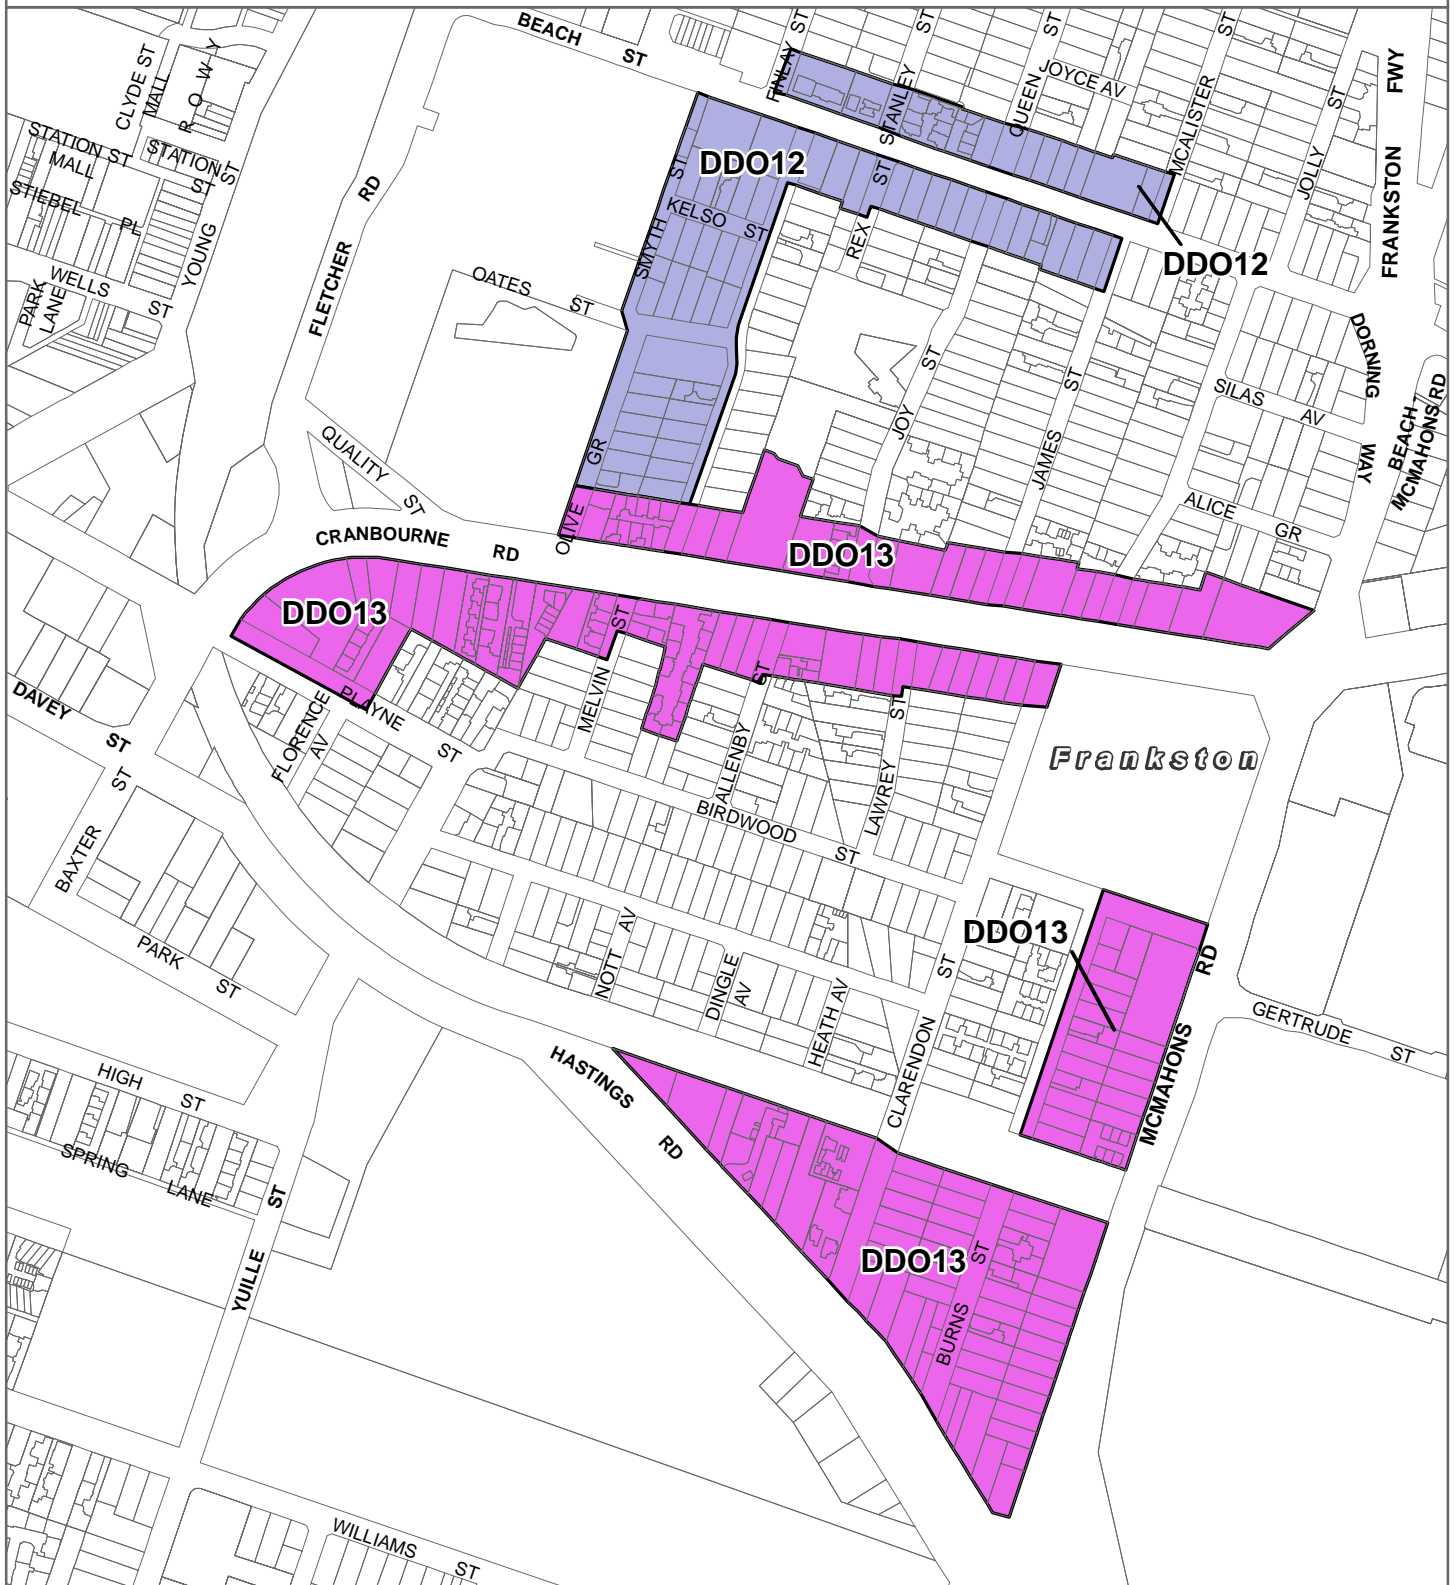 BEACH ST
FINLAY ST
STANLEY ST
QUEEN ST
JOYCE AV
MCALISTER ST
JOLLY ST
FRANKSTON FWY
CLYDE ST MALL
R O W Y
STATION ST MALL
STATION ST
STIEBEL PL
YOUNG ST
WELLS ST
PARK LANE
FLETCHER RD
DDO12
SMYTH ST
KELSO ST
REX ST
DDO12
OATES ST
DORNING WAY
SILAS AV
BEACH - MCMAHONS RD
MCMAHONS RD
JOY ST
JAMES ST
ALICE GR
QUALITY ST
OLIVE GR
CRANBOURNE RD
DDO13
DDO13
PLAYNE ST
FLORENCE AV
MELVIN ST
ALLENBY ST
LAWREY ST
BIRDWOOD ST
Frankston
DAVEY ST
BAXTER ST
PARK ST
NOTT AV
DINGLE AV
HEATH AV
CLARENDON ST
DDO13
MCMAHONS RD
GERTRUDE ST
HASTINGS RD
HIGH ST
SPRING LANE
YUILLE ST
DDO13
BURNS ST
WILLIAMS ST